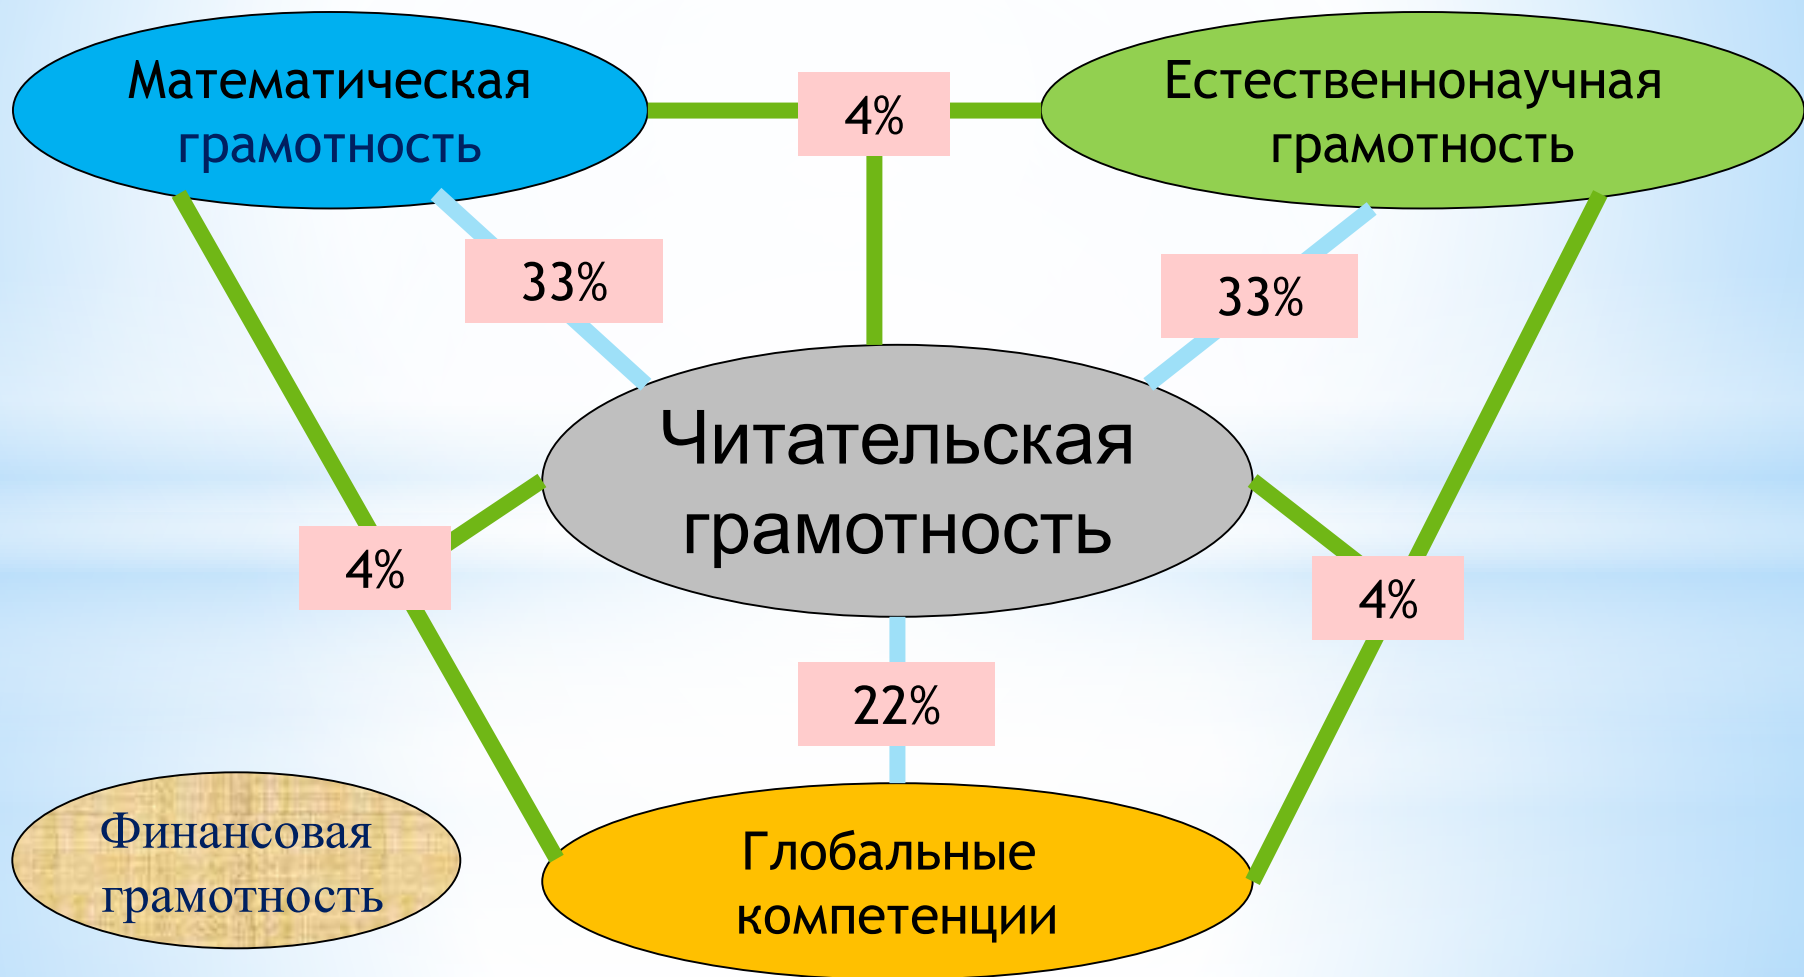 Математическая
грамотность
4%
Естественнонаучная
грамотность
33%
33%
Читательская
грамотность
4%
4%
22%
Финансовая
грамотность
Глобальные
компетенции